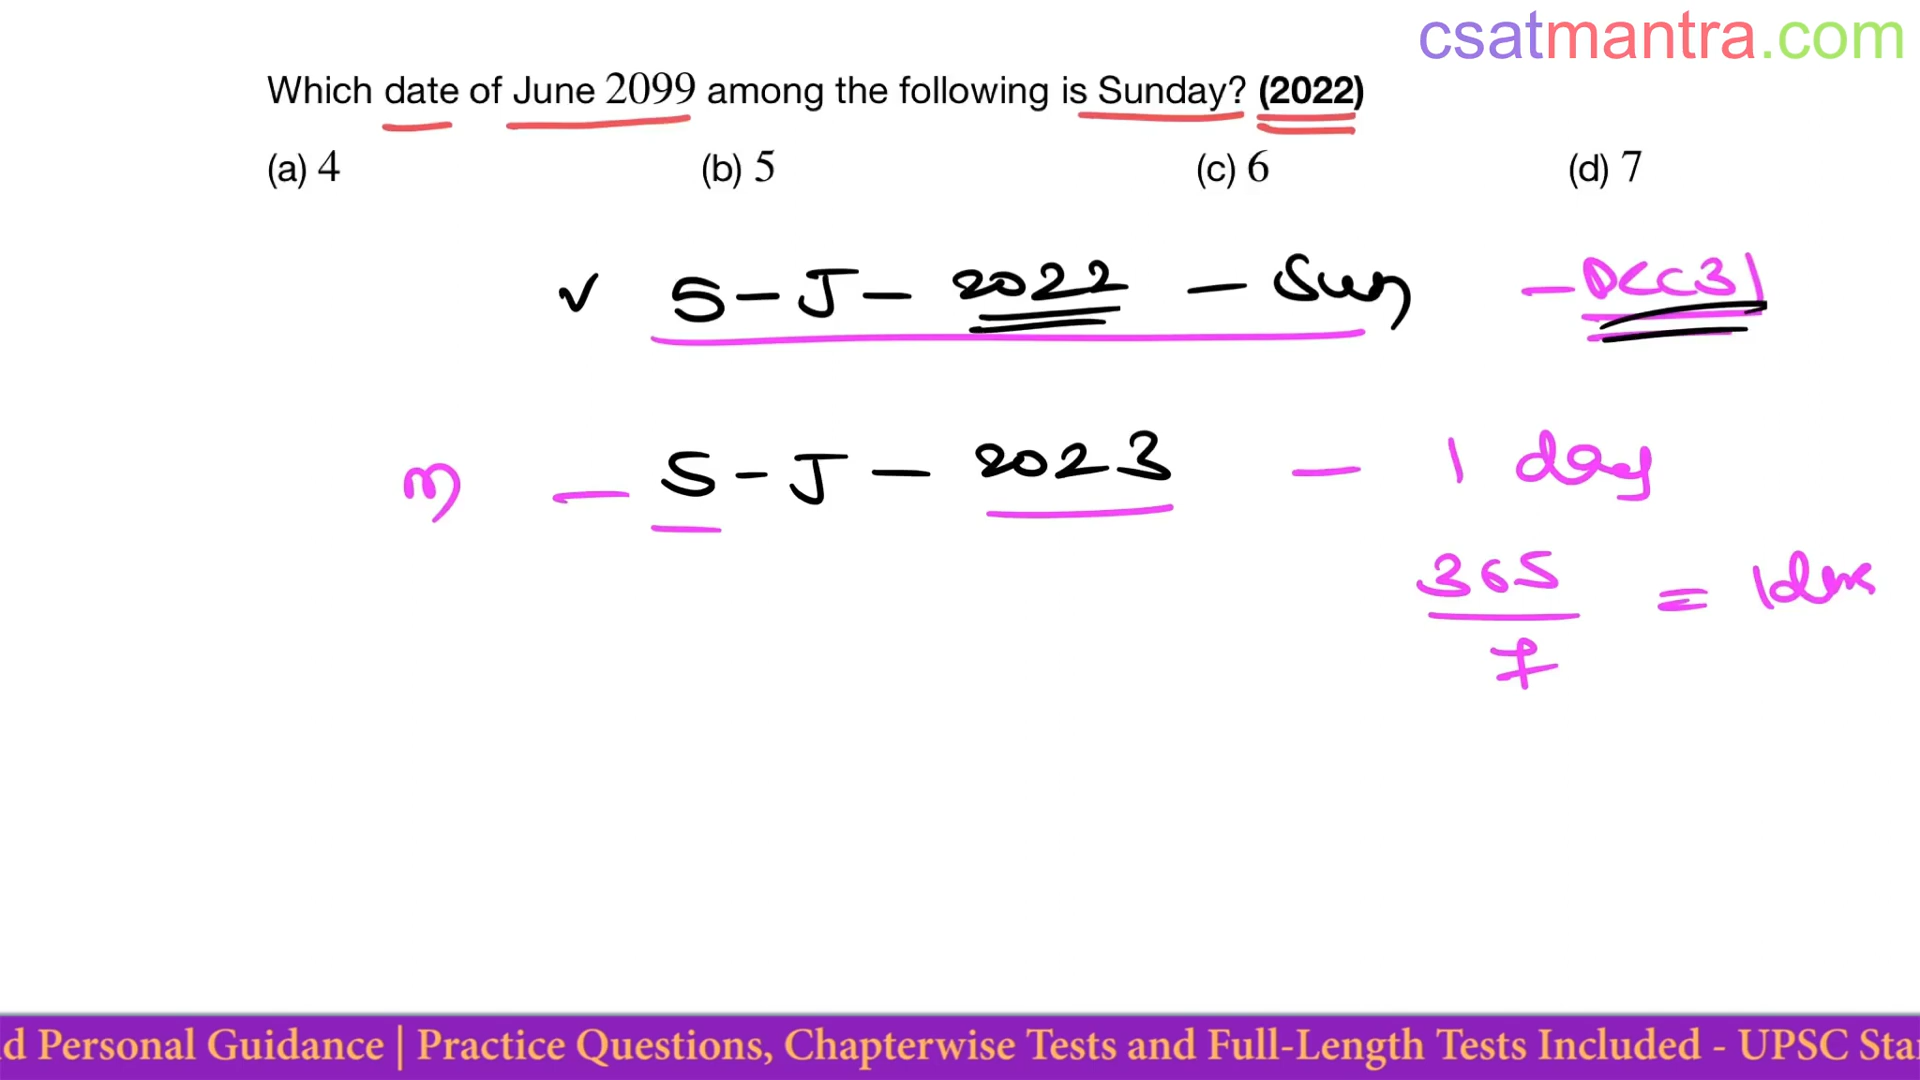 csatmantra.com
Which date of June 2099 among the following is Sunday? (2022)
(a) 4 (b) 5 (c) 6 (d) 7
✓ 5 - J - 2022 - Sun - DEC31
m - 5 - J - 2023 - 1 day
365
= 1
7
d Personal Guidance | Practice Questions, Chapterwise Tests and Full-Length Tests Included - UPSC Sta